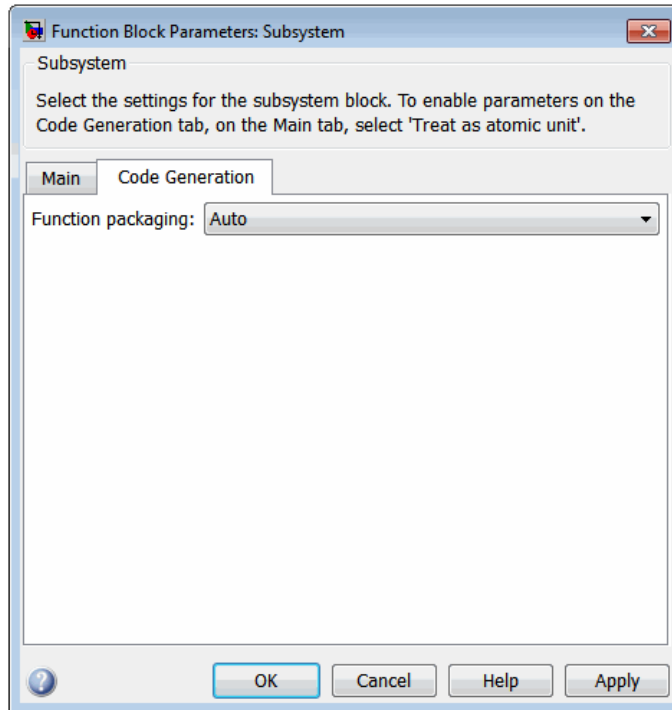 Function Block Parameters: Subsystem
Subsystem
Select the settings for the subsystem block. To enable parameters on the
Code Generation tab, on the Main tab, select 'Treat as atomic unit'.
Main Code Generation
Function packaging: Auto
OK Cancel Help Apply